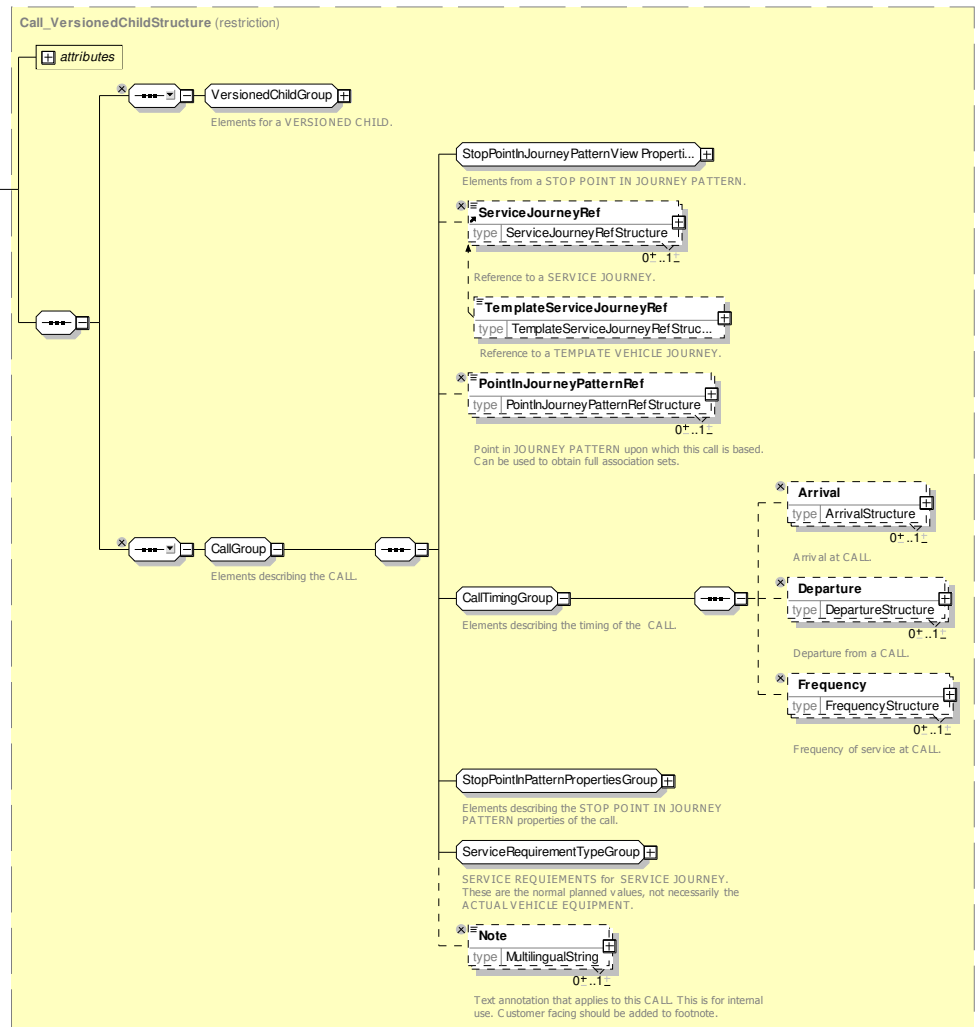 Call_VersionedChildStructure (restriction)
attributes
VersionedChildGroup
Elements for a VERSIONED CHILD.
StopPointInJourneyPatternView Properti...
Elements from a STOP POINT IN JOURNEY PATTERN.
ServiceJourneyRef
type ServiceJourneyRefStructure
0±..1±
Reference to a SERVICE JOURNEY.
TemplateServiceJourneyRef
type TemplateServiceJourneyRefStruc...
Reference to a TEMPLATE VEHICLE JOURNEY.
PointInJourneyPatternRef
type PointInJourneyPatternRefStructure
0±..1±
Point in JOURNEY PATTERN upon which this call is based.
Can be used to obtain full association sets.
Arrival
type ArrivalStructure
0±..1±
Arrival at CALL.
CallGroup
Elements describing the CALL.
CallTimingGroup
Elements describing the timing of the CALL.
Departure
type DepartureStructure
0±..1±
Departure from a CALL.
Frequency
type FrequencyStructure
0±..1±
Frequency of service at CALL.
StopPointInPatternPropertiesGroup
Elements describing the STOP POINT IN JOURNEY
PATTERN properties of the call.
ServiceRequirementTypeGroup
SERVICE REQUIEMENTS for SERVICE JOURNEY.
These are the normal planned values, not necessarily the
ACTUAL VEHICLE EQUIPMENT.
Note
type MultilingualString
0±..1±
Text annotation that applies to this CALL. This is for internal
use. Customer facing should be added to footnote.